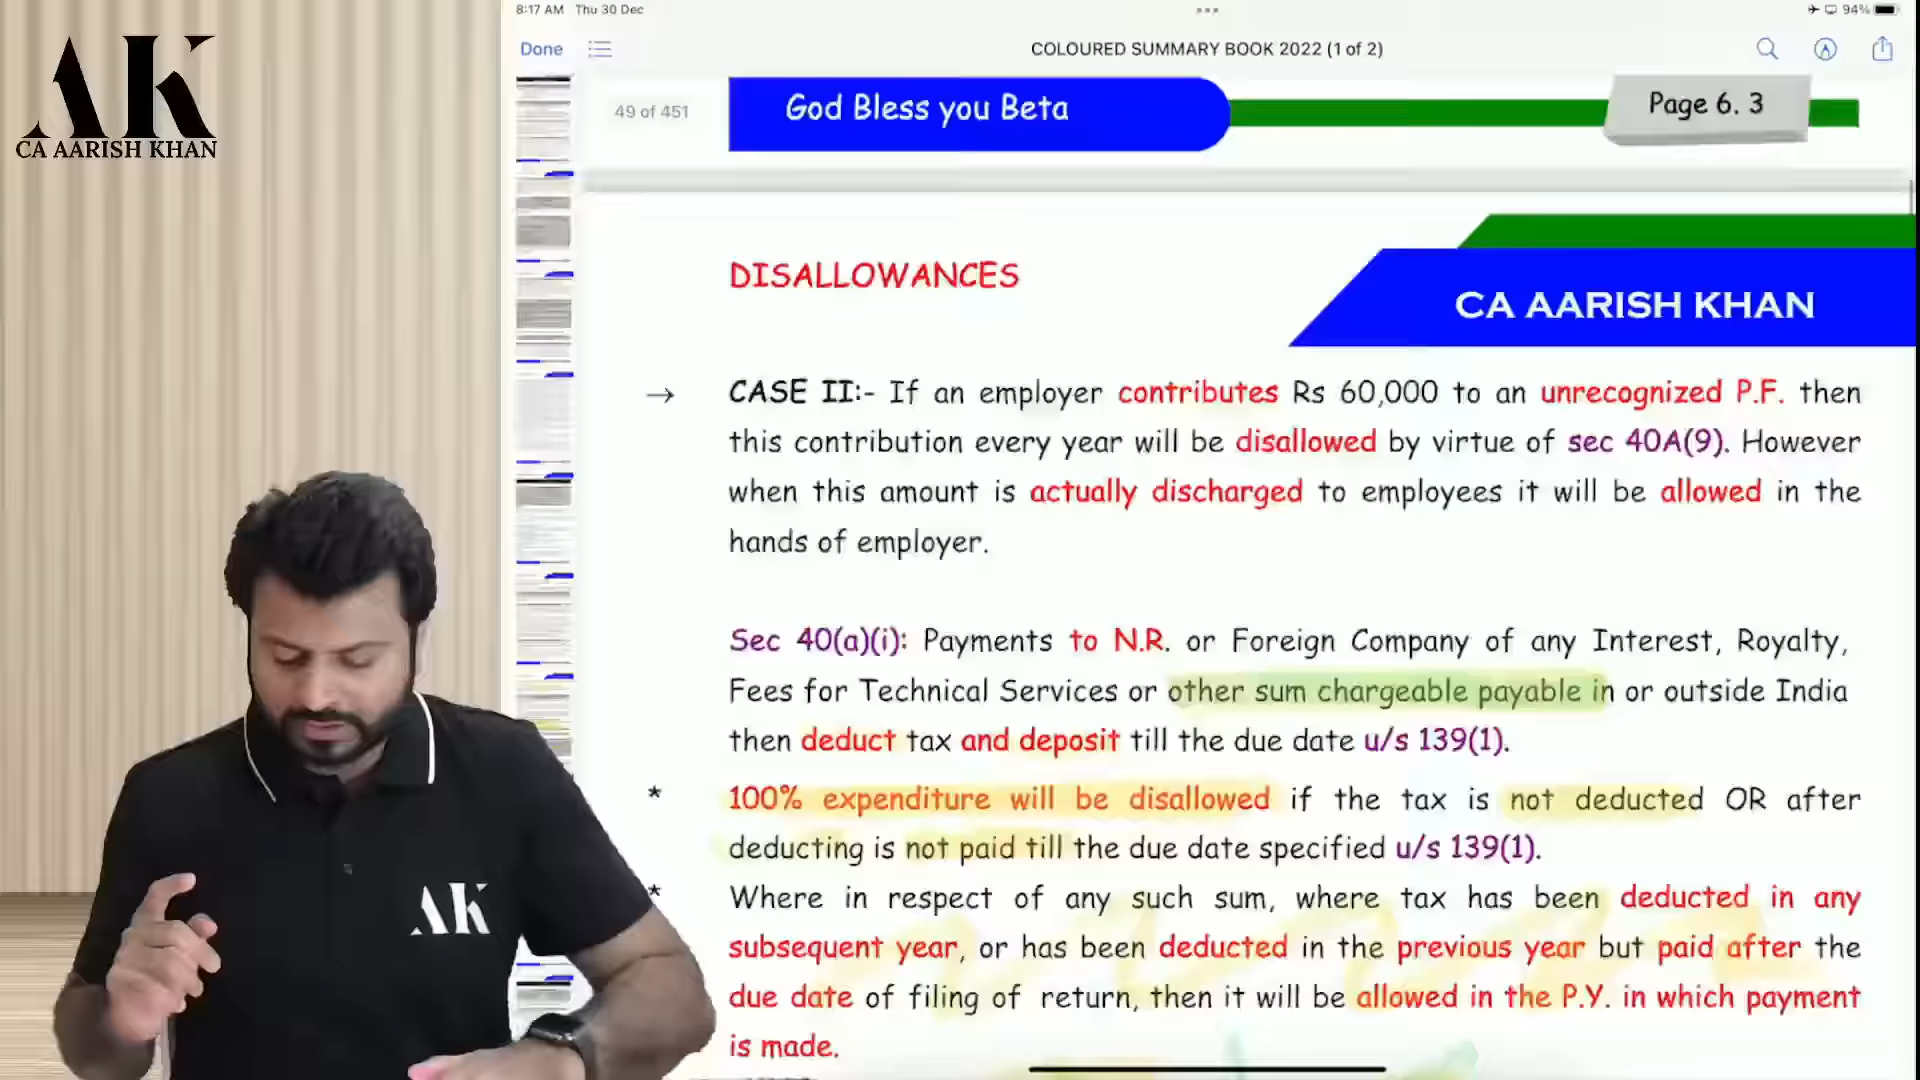 8:17 AM Thu 30 Dec
94%
Done
COLOURED SUMMARY BOOK 2022 (1 of 2)
AK
CA AARISH KHAN
49 of 451
God Bless you Beta
Page 6. 3
DISALLOWANCES
CA AARISH KHAN
→ CASE II:- If an employer contributes Rs 60,000 to an unrecognized P.F. then
this contribution every year will be disallowed by virtue of sec 40A(9). However
when this amount is actually discharged to employees it will be allowed in the
hands of employer.
Sec 40(a)(i): Payments to N.R. or Foreign Company of any Interest, Royalty,
Fees for Technical Services or other sum chargeable payable in or outside India
then deduct tax and deposit till the due date u/s 139(1).
* 100% expenditure will be disallowed if the tax is not deducted OR after
deducting is not paid till the due date specified u/s 139(1).
* Where in respect of any such sum, where tax has been deducted in any
subsequent year, or has been deducted in the previous year but paid after the
due date of filing of return, then it will be allowed in the P.Y. in which payment
is made.
AK